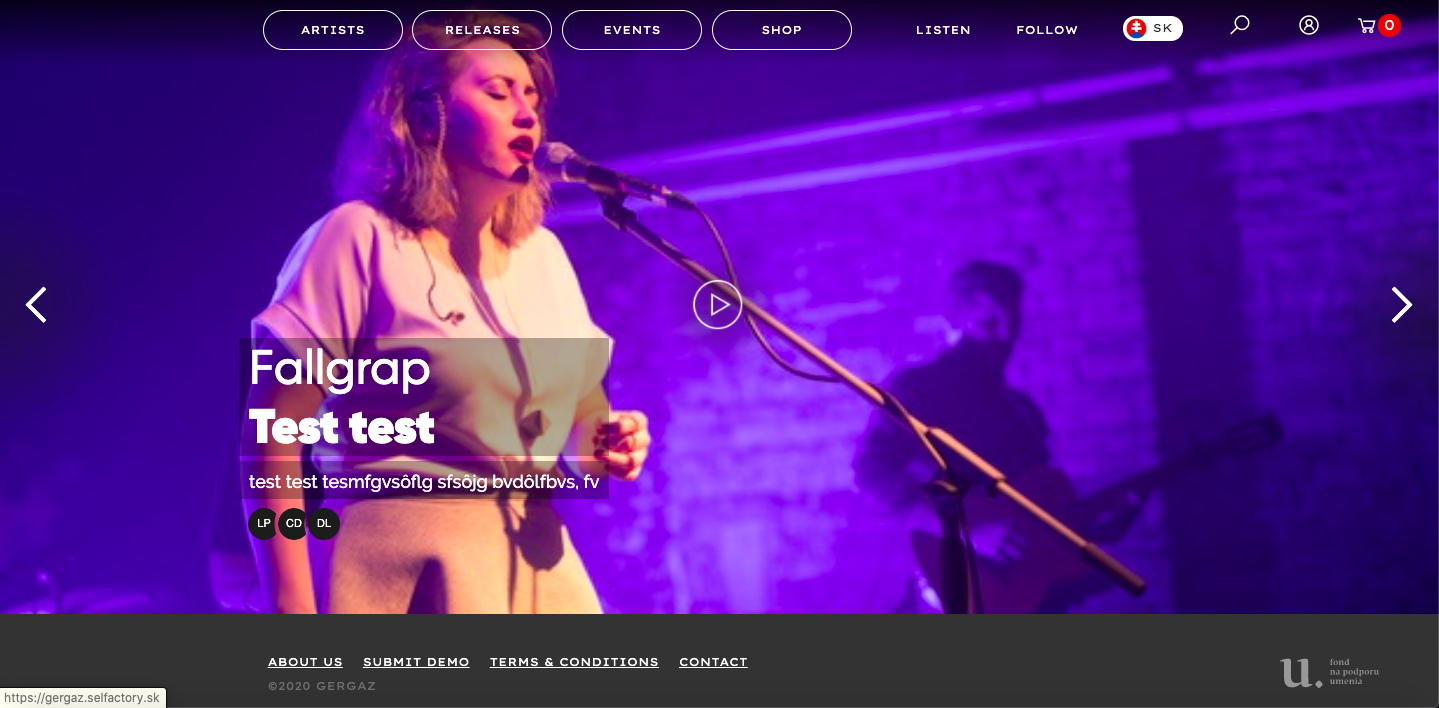 ARTISTS
RELEASES
EVENTS
SHOP
LISTEN
FOLLOW
SK
0
Fallgrap
Test test
test test tesmfgvsôflg sfsôjg bvdôlfbvs, fv
LP
CD
DL
ABOUT US
SUBMIT DEMO
TERMS & CONDITIONS
CONTACT
©2020 GERGAZ
u.
fond
na podporu
umenia
https://gergaz.selfactory.sk